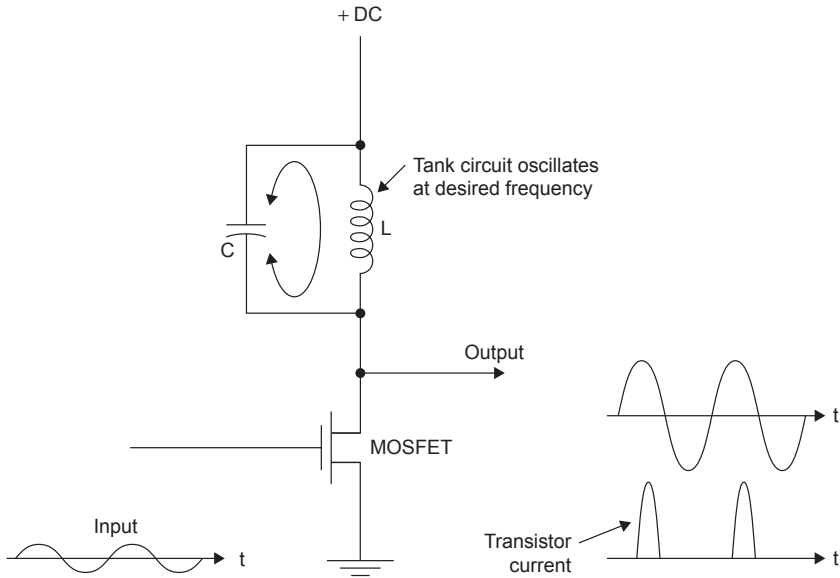 + DC
Tank circuit oscillates
at desired frequency
L
C
Output
t
MOSFET
Input
t
Transistor
current
t